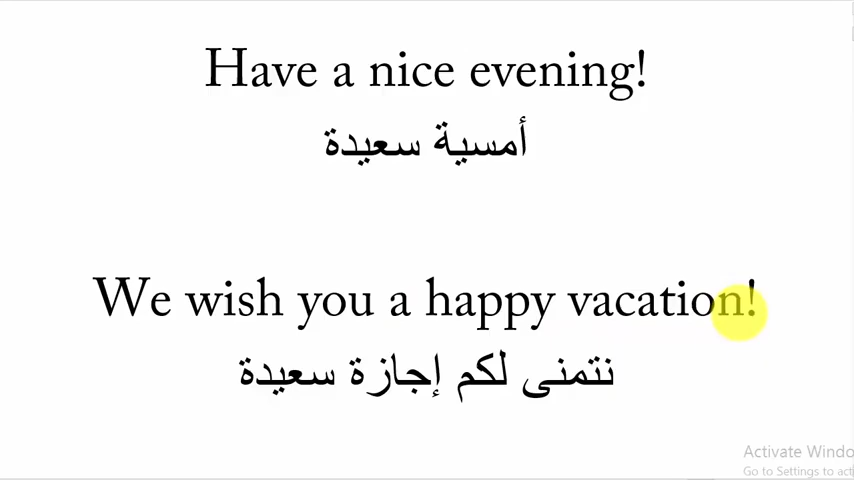 Have a nice evening!
أمسية سعيدة
We wish you a happy vacation!
نتمنى لكم إجازة سعيدة
Activate Windo
Go to Settings to acti